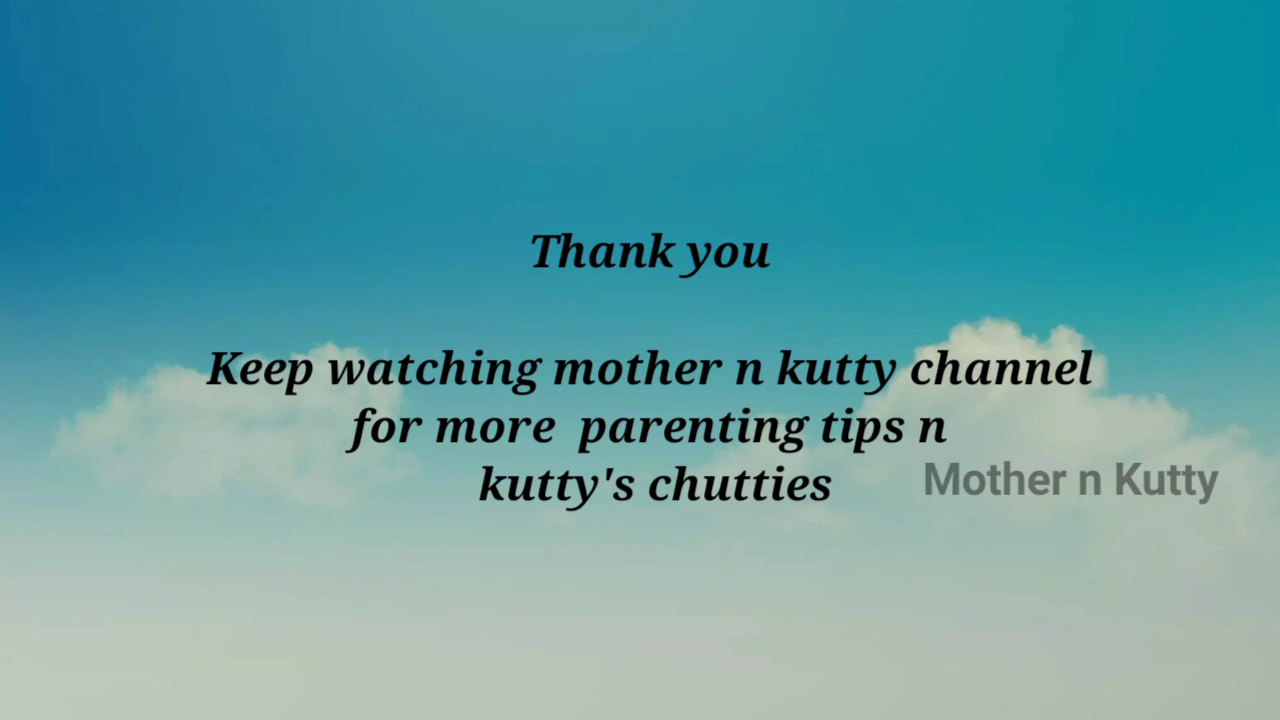 Thank you
Keep watching mother n kutty channel
for more parenting tips n
kutty's chutties
Mother n Kutty